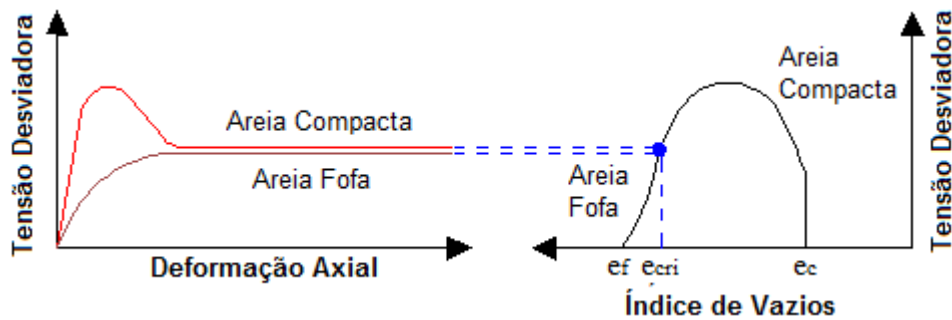 Tensão Desviadora
Areia Compacta
Areia Fofa
Deformação Axial
Areia
Compacta
Areia
Fofa
ef ecri ec
Índice de Vazios
Tensão Desviadora